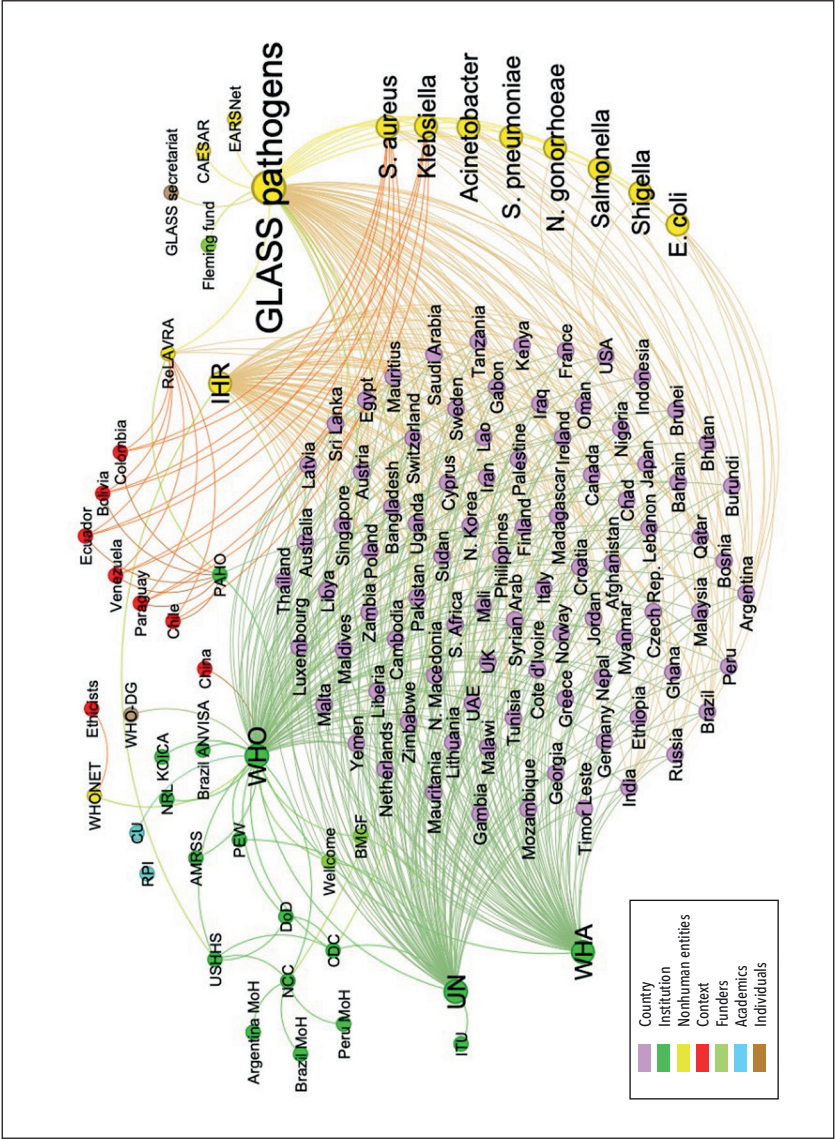 GLASS secretariat
CAESAR
EARSNet
Fleming fund
GLASS pathogens
S. aureus
Klebsiella
Acinetobacter
S. pneumoniae
N. gonorrhoeae
Salmonella
Shigella
E. coli
ReLAVRA
IHR
Colombia
Bolivia
Ecuador
Venezuela
Paraguay
Chile
PAHO
China
Ethicists
WHO-DG
WHONET
KOICA
NRL
Brazil ANVISA
WHO
CU
RPI
AMRSS
PEW
Wellcome
BMGF
USHHS
DoD
CDC
NCC
Argentina MoH
Brazil MoH
Peru MoH
UN
ITU
WHA
Latvia
Sri Lanka
Egypt
Mauritius
Saudi Arabia
Tanzania
Kenya
France
USA
Indonesia
Thailand
Australia
Singapore
Austria
Bangladesh
Switzerland
Sweden
Gabon
Iraq
Oman
Nigeria
Brunei
Luxembourg
Libya
Maldives
Zambia
Poland
Cambodia
Pakistan
Uganda
Sudan
Cyprus
N. Korea
Iran
Lao
Philippines
Finland
Palestine
Madagascar
Ireland
Canada
Chad
Japan
Bahrain
Bhutan
Burundi
Malta
Yemen
Liberia
Netherlands
Zimbabwe
N. Macedonia
S. Africa
Mali
UK
Syrian Arab
Italy
Croatia
Afghanistan
Lebanon
Qatar
Bosnia
Argentina
Mauritania
Lithuania
UAE
Malawi
Tunisia
Cote d'Ivoire
Norway
Greece
Jordan
Nepal
Myanmar
Czech Rep.
Malaysia
Gambia
Mozambique
Georgia
Germany
Timor Leste
India
Ethiopia
Ghana
Russia
Brazil
Peru
Country
Institution
Nonhuman entities
Context
Funders
Academics
Individuals